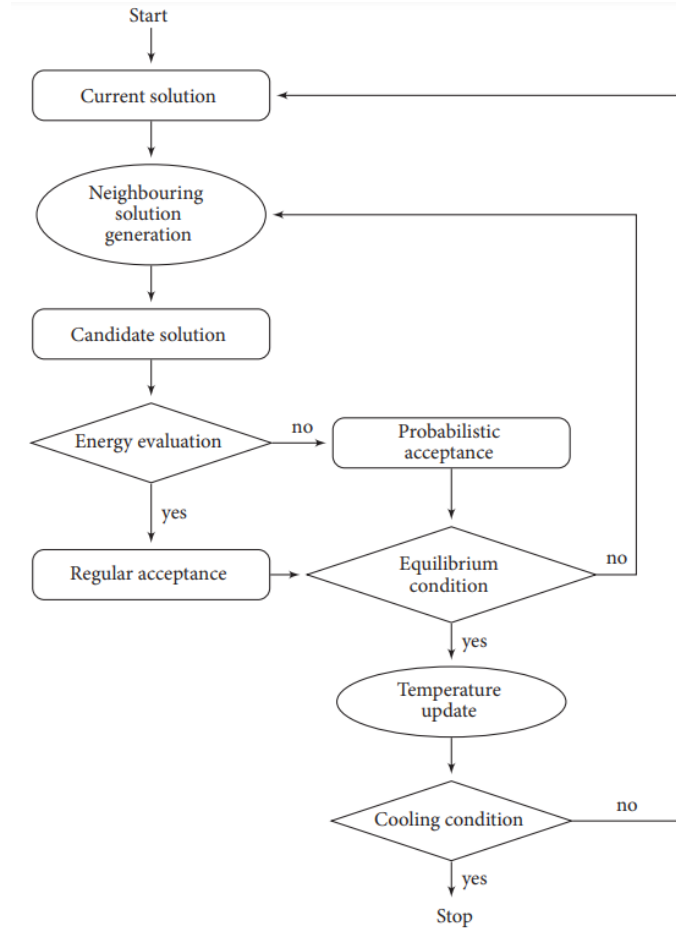 Start
Current solution
Neighbouring
solution
generation
Candidate solution
Energy evaluation
no
Probabilistic
acceptance
yes
Regular acceptance
Equilibrium
condition
no
yes
Temperature
update
Cooling condition
no
yes
Stop